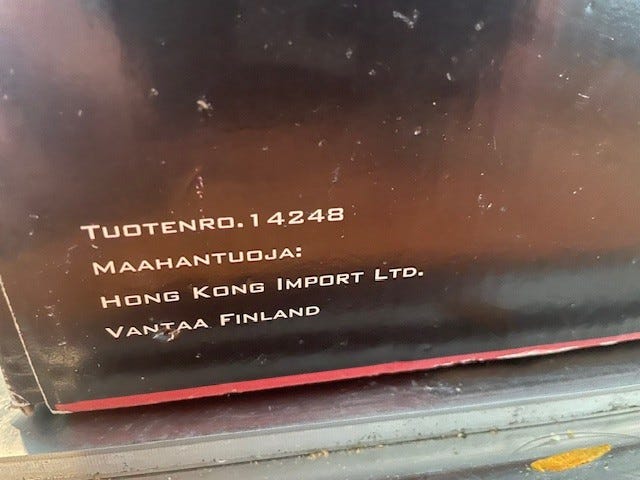 TUOTENRO.14248
MAAHANTUOJA:
HONG KONG IMPORT LTD.
VANTAA FINLAND